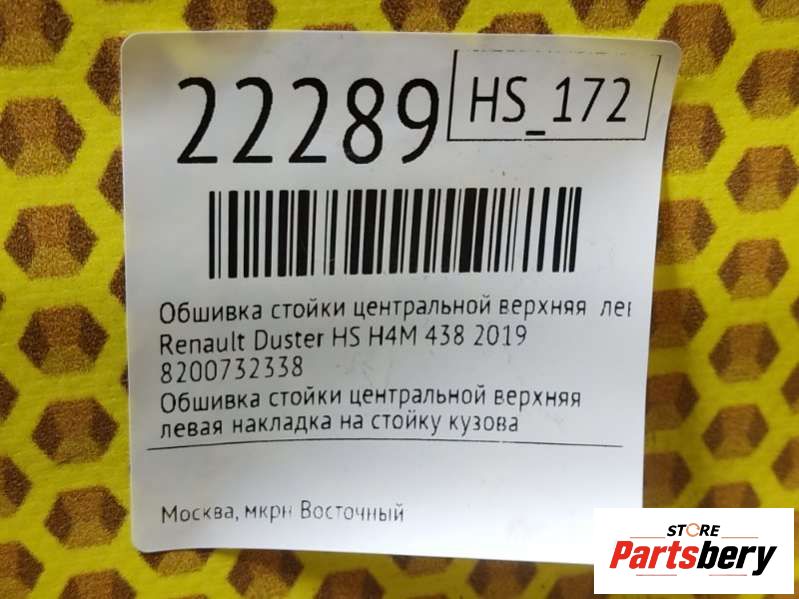 22289
HS_172
Обшивка стойки центральной верхняя
Renault Duster HS H4M 438 2019
8200732338
Обшивка стойки центральной верхняя
левая накладка на стойку кузова
Москва, мкрн Восточный
STORE
Partsbery